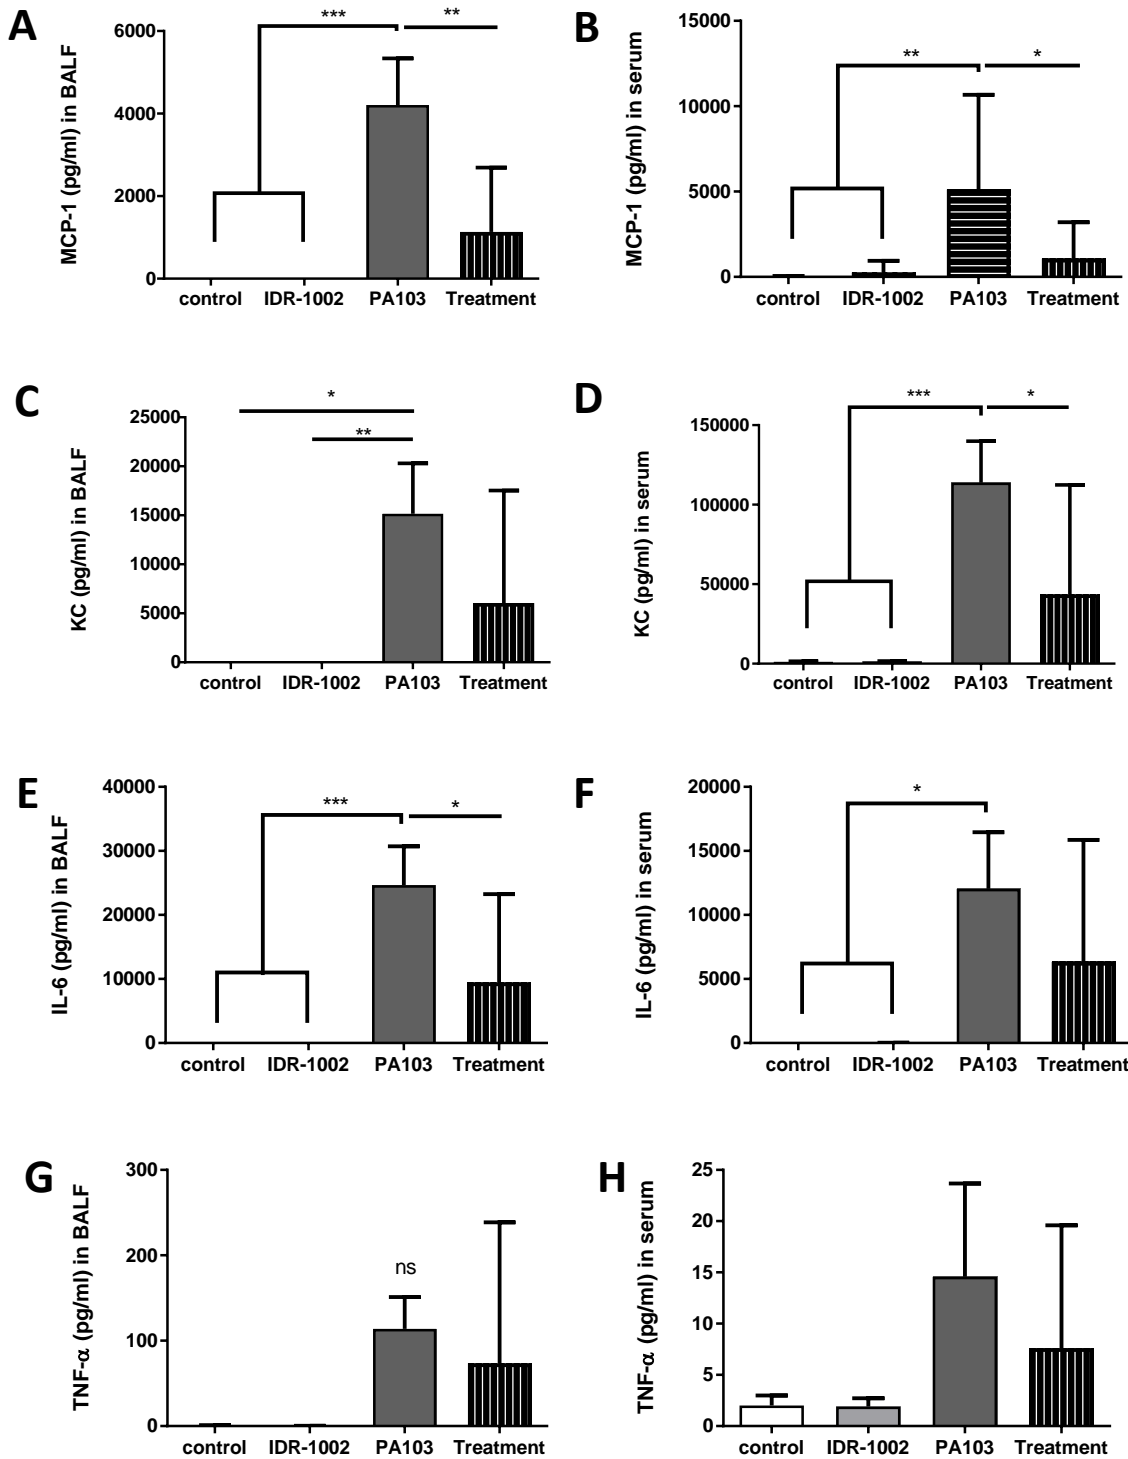 A
MCP-1 (pg/ml) in BALF
6000
4000
2000
0
***
**
control IDR-1002 PA103 Treatment
B
MCP-1 (pg/ml) in serum
15000
10000
5000
0
**
*
control IDR-1002 PA103 Treatment
C
KC (pg/ml) in BALF
25000
20000
15000
10000
5000
0
*
**
control IDR-1002 PA103 Treatment
D
KC (pg/ml) in serum
150000
100000
50000
0
***
*
control IDR-1002 PA103 Treatment
E
IL-6 (pg/ml) in BALF
40000
30000
20000
10000
0
***
*
control IDR-1002 PA103 Treatment
F
IL-6 (pg/ml) in serum
20000
15000
10000
5000
0
*
control IDR-1002 PA103 Treatment
G
TNF-α (pg/ml) in BALF
300
200
100
0
ns
control IDR-1002 PA103 Treatment
H
TNF-α (pg/ml) in serum
25
20
15
10
5
0
control IDR-1002 PA103 Treatment